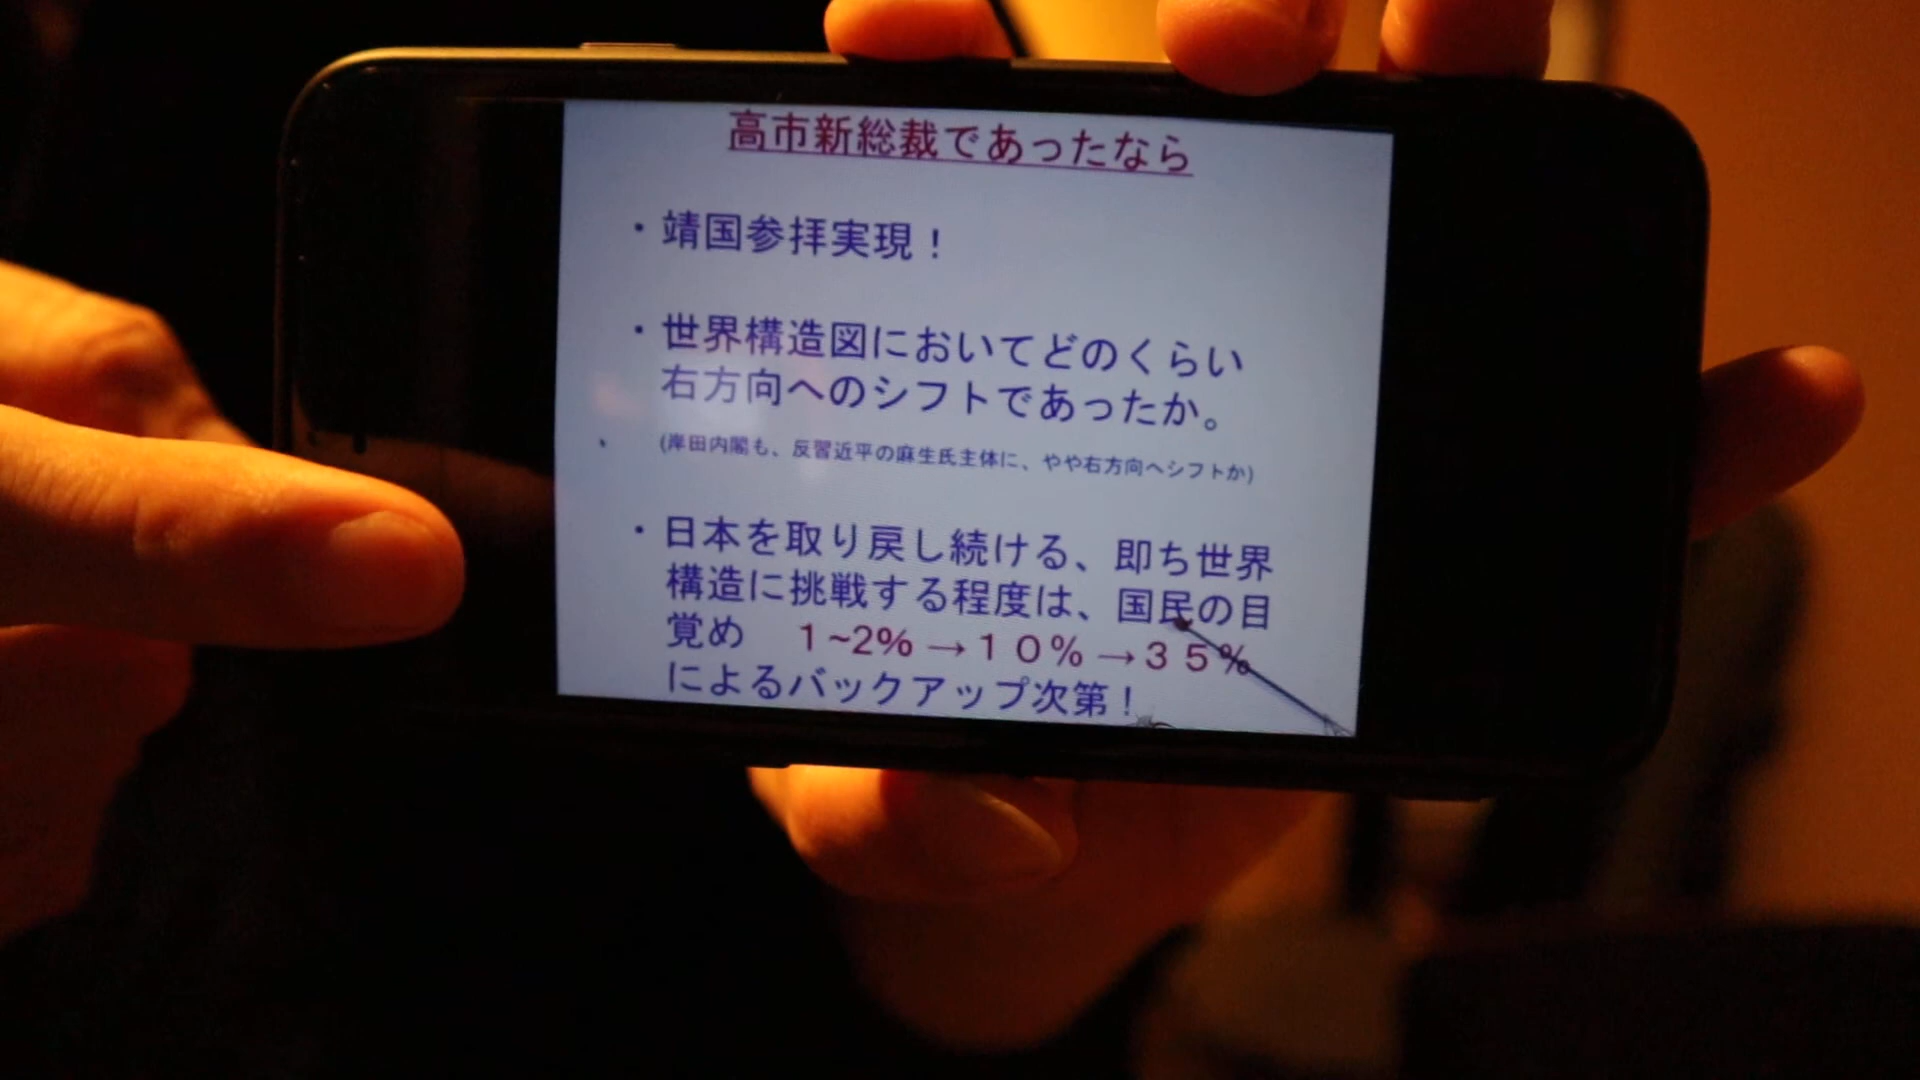 高市新総裁であったなら
・靖国参拝実現！
・世界構造図においてどのくらい
右方向へのシフトであったか。
(岸田内閣も、反習近平の麻生氏主体に、やや右方向へシフトか)
・日本を取り戻し続ける、即ち世界
構造に挑戦する程度は、国民の目
覚め　1~2%→１０%→３５%
によるバックアップ次第！